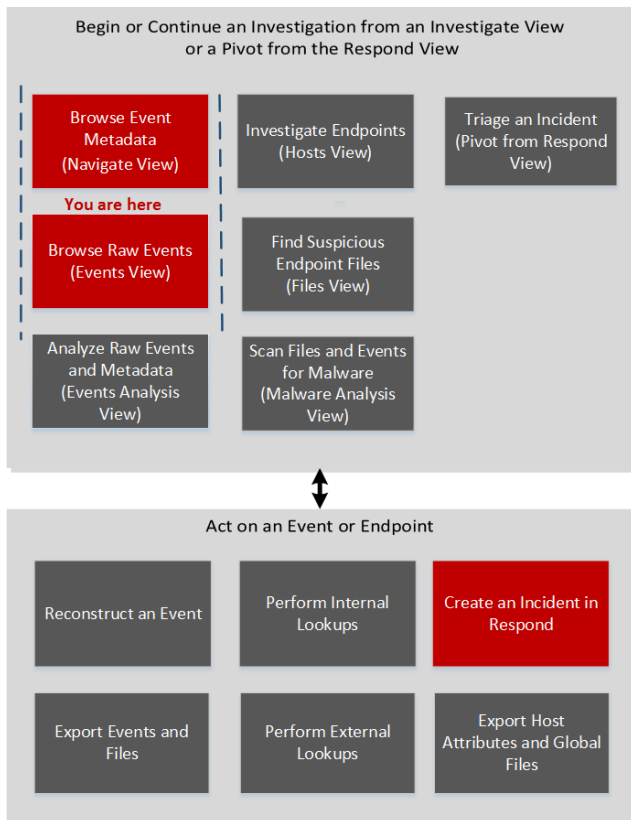 Begin or Continue an Investigation from an Investigate View
or a Pivot from the Respond View
Browse Event
Metadata
(Navigate View)
Investigate Endpoints
(Hosts View)
Triage an Incident
(Pivot from Respond
View)
You are here
Browse Raw Events
(Events View)
Find Suspicious
Endpoint Files
(Files View)
Analyze Raw Events
and Metadata
(Events Analysis
View)
Scan Files and Events
for Malware
(Malware Analysis
View)
Act on an Event or Endpoint
Reconstruct an Event
Perform Internal
Lookups
Create an Incident in
Respond
Export Events and
Files
Perform External
Lookups
Export Host
Attributes and Global
Files